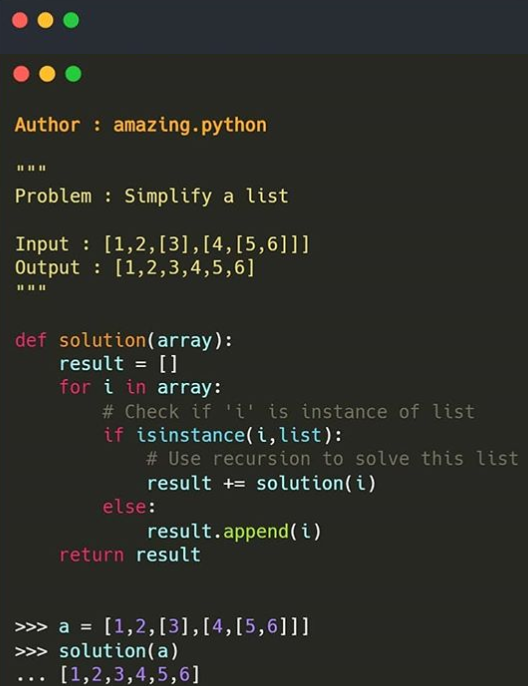 Author : amazing.python
"""
Problem : Simplify a list
Input : [1,2,[3],[4,[5,6]]]
Output : [1,2,3,4,5,6]
"""
def solution(array):
    result = []
    for i in array:
        # Check if 'i' is instance of list
        if isinstance(i,list):
            # Use recursion to solve this list
            result += solution(i)
        else:
            result.append(i)
    return result
>>> a = [1,2,[3],[4,[5,6]]]
>>> solution(a)
... [1,2,3,4,5,6]